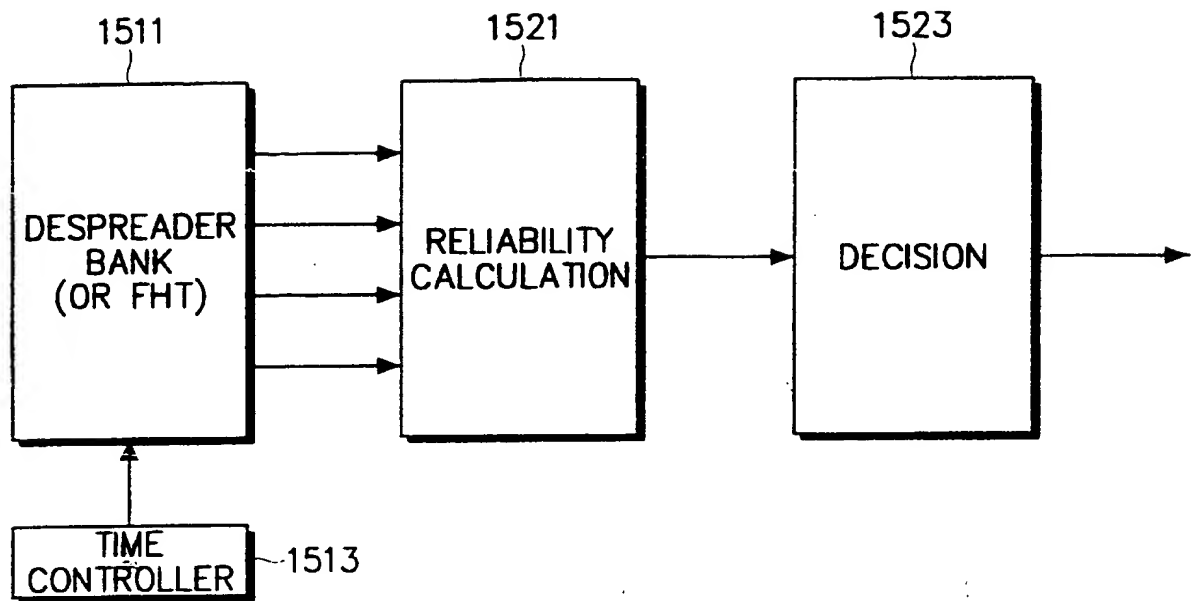 1511
1521
1523
DESPREADER
BANK
(OR FHT)
RELIABILITY
CALCULATION
DECISION
TIME
CONTROLLER
1513